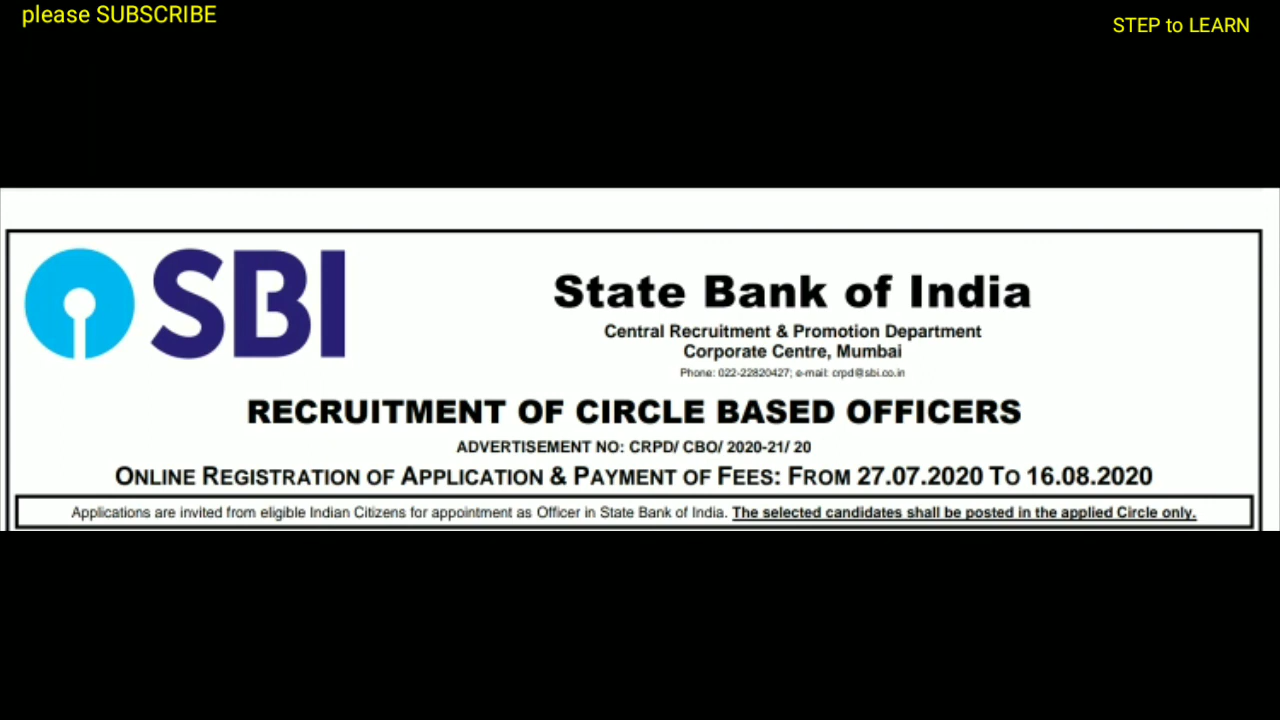 please SUBSCRIBE
STEP to LEARN
SBI
State Bank of India
Central Recruitment & Promotion Department
Corporate Centre, Mumbai
Phone: 022-22820427; e-mail: crpd@sbi.co.in
RECRUITMENT OF CIRCLE BASED OFFICERS
ADVERTISEMENT NO: CRPD/ CBO/ 2020-21/ 20
ONLINE REGISTRATION OF APPLICATION & PAYMENT OF FEES: FROM 27.07.2020 TO 16.08.2020
Applications are invited from eligible Indian Citizens for appointment as Officer in State Bank of India. The selected candidates shall be posted in the applied Circle only.